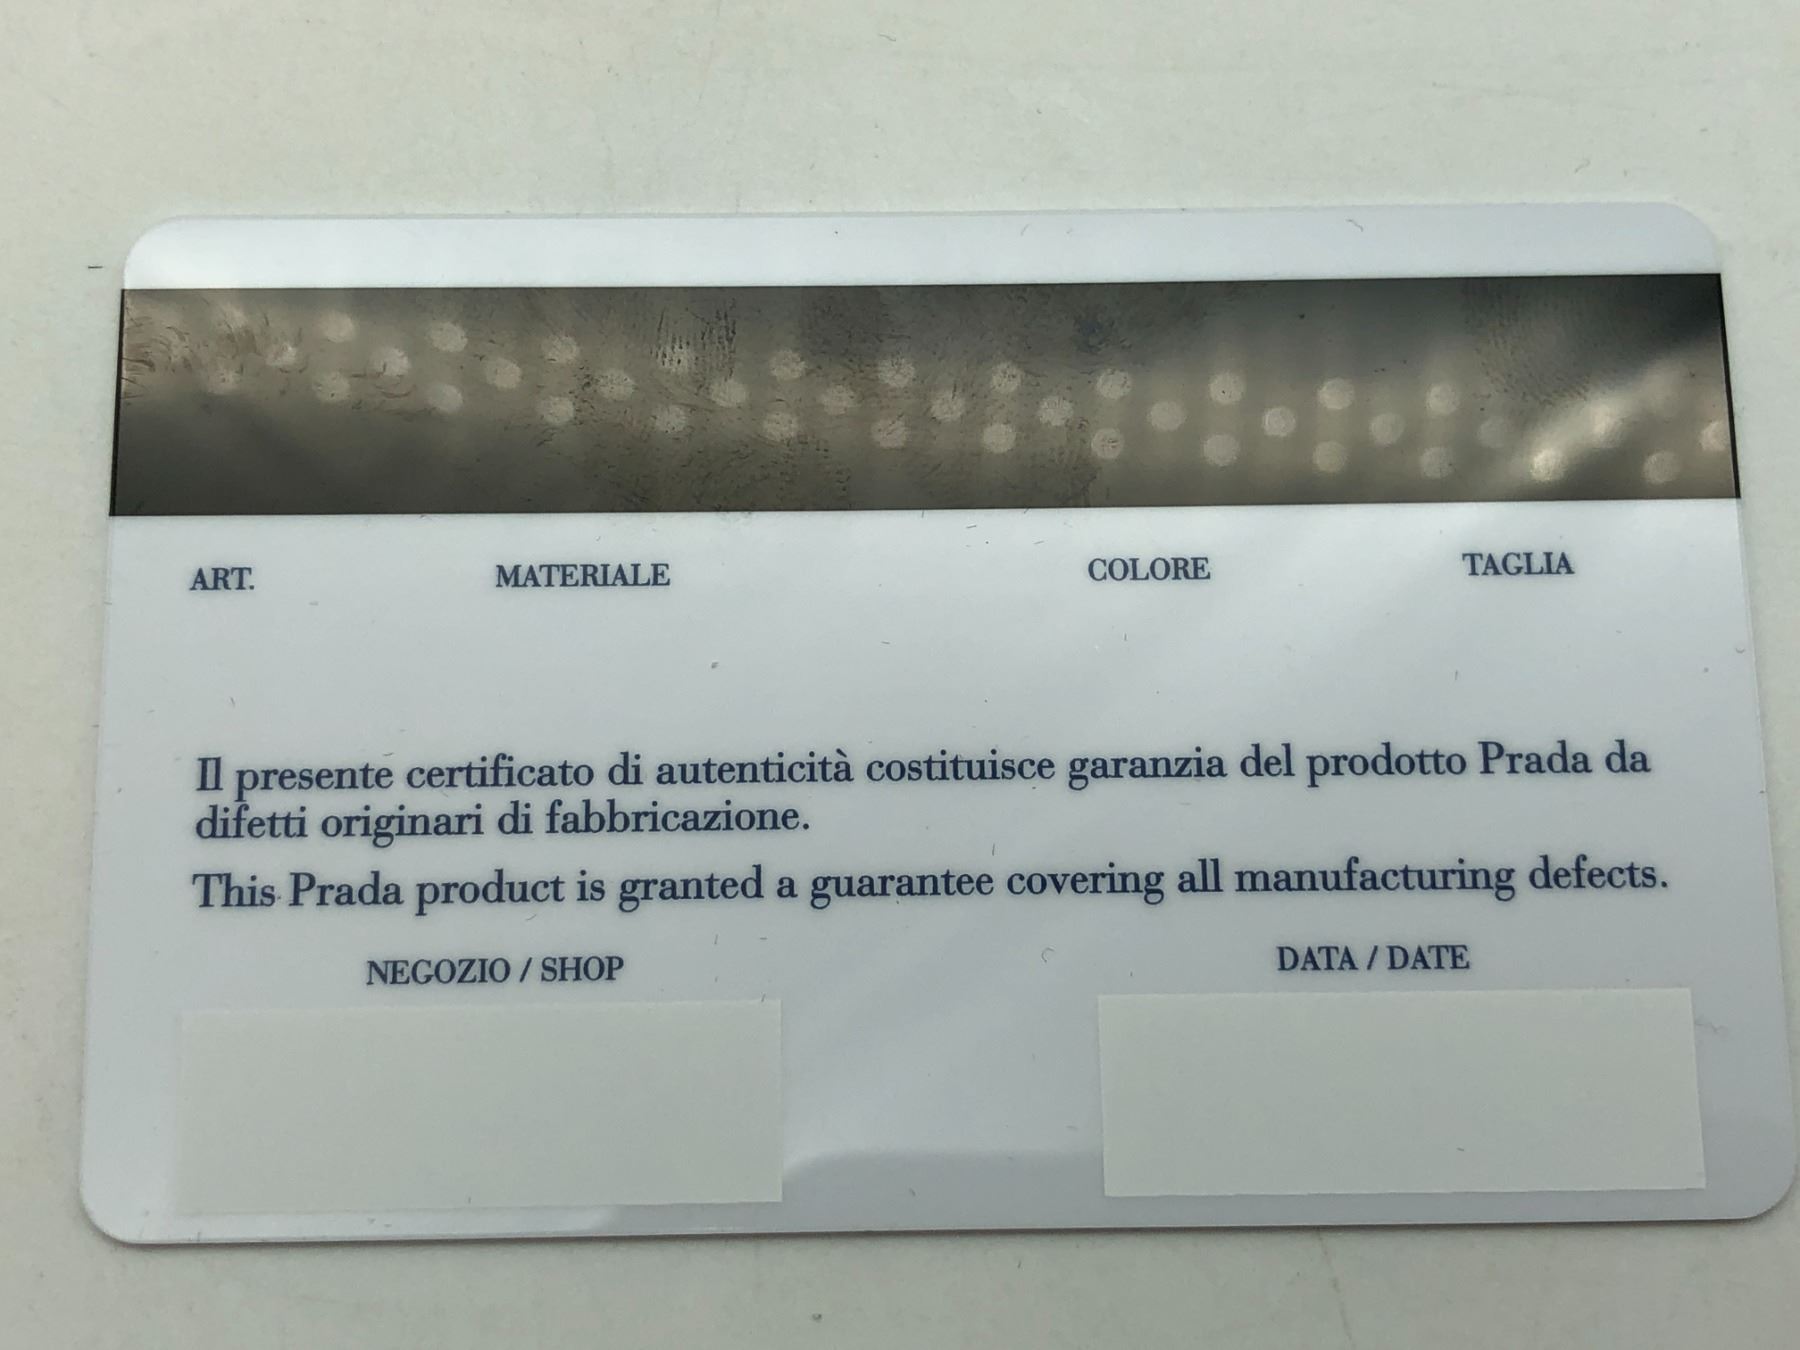 ART. MATERIALE COLORE TAGLIA
Il presente certificato di autenticità costituisce garanzia del prodotto Prada da
difetti originari di fabbricazione.
This Prada product is granted a guarantee covering all manufacturing defects.
NEGOZIO / SHOP DATA / DATE